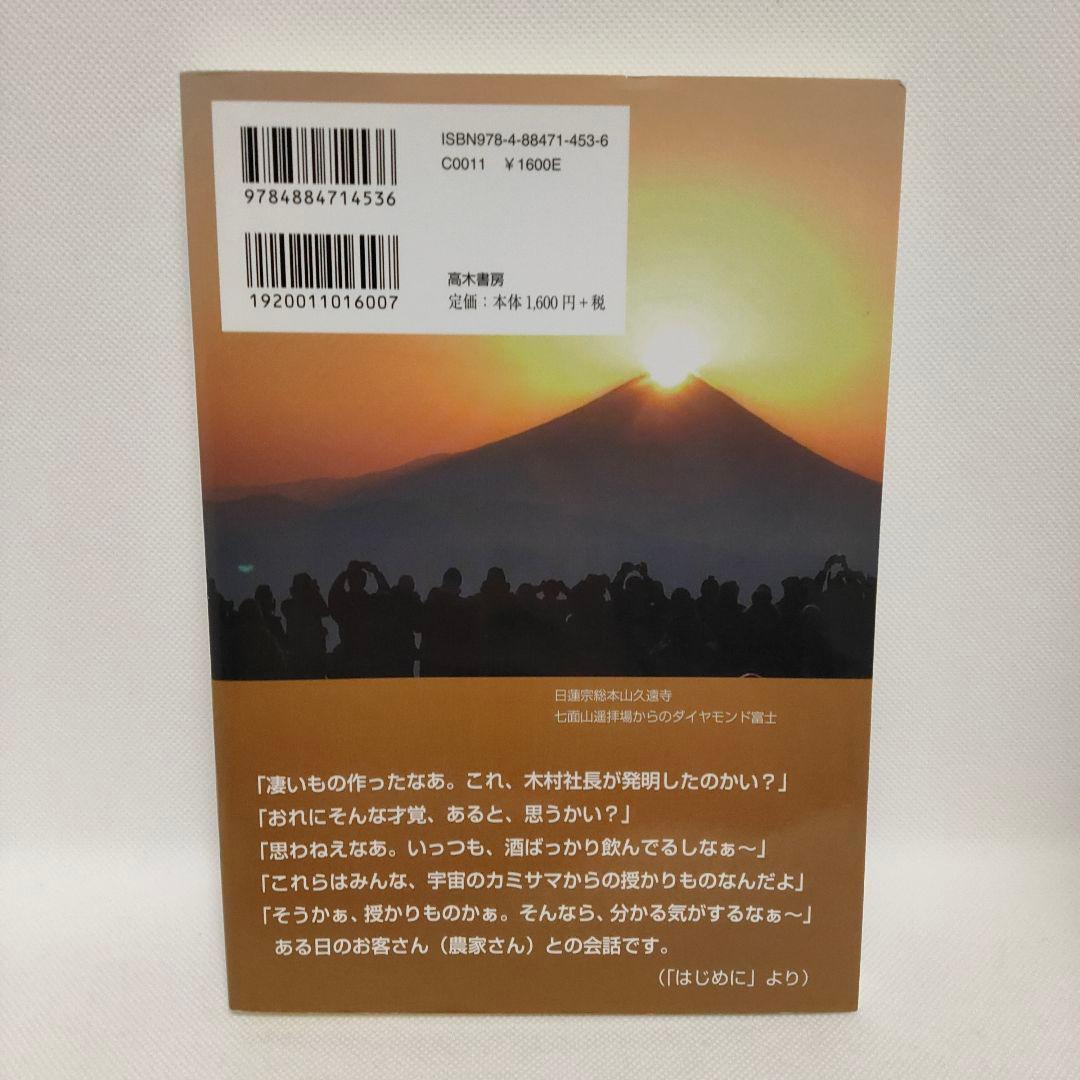 ISBN978-4-88471-453-6
C0011 ￥1600E
9784884714536
1920011016007
高木書房
定価：本体1,600円＋税
日蓮宗総本山久遠寺
七面山遥拝場からのダイヤモンド富士
「凄いもの作ったなあ。これ、木村社長が発明したのかい？」
「おれにそんな才覚、あると、思うかい？」
「思わねえなあ。いっつも、酒ばっかり飲んでるしなぁ～」
「これらはみんな、宇宙のカミサマからの授かりものなんだよ」
「そうかぁ、授かりものかぁ。そんなら、分かる気がするなぁ～」
ある日のお客さん（農家さん）との会話です。
（「はじめに」より）